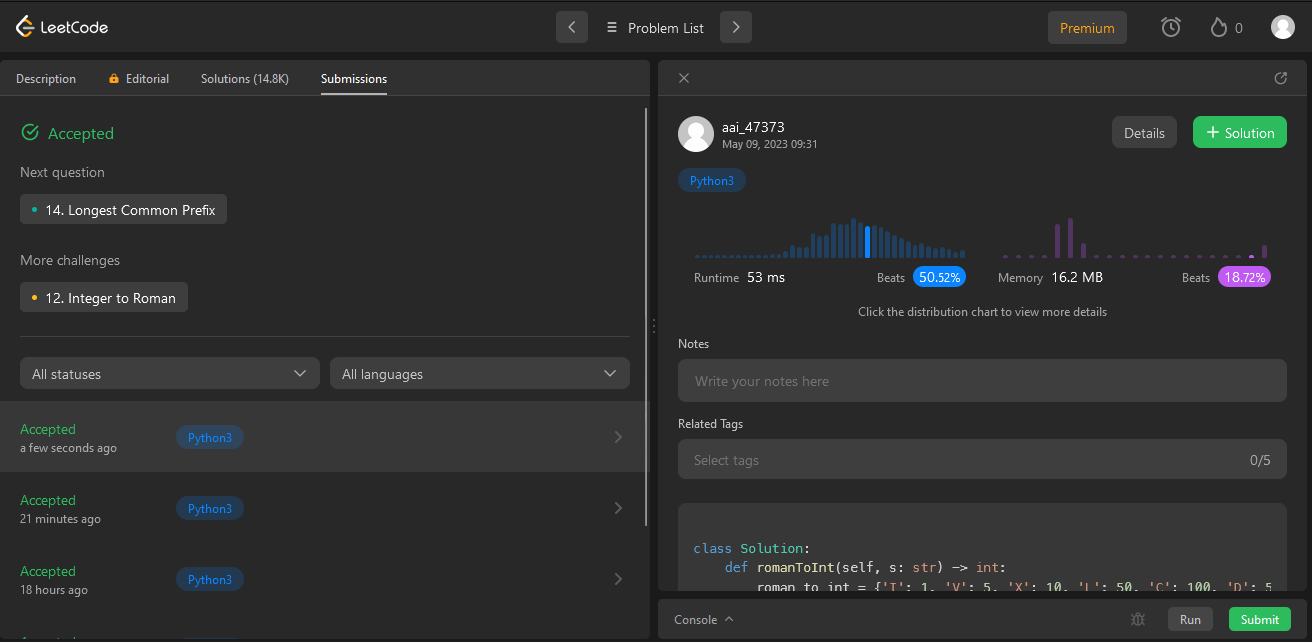 LeetCode
Problem List
Premium
0
Description
Editorial
Solutions (14.8K)
Submissions
Accepted
Next question
14. Longest Common Prefix
More challenges
12. Integer to Roman
All statuses
All languages
Accepted
Python3
a few seconds ago
Accepted
Python3
21 minutes ago
Accepted
Python3
18 hours ago
aai_47373
May 09, 2023 09:31
Details
+ Solution
Python3
Runtime 53 ms
Beats 50.52%
Memory 16.2 MB
Beats 18.72%
Click the distribution chart to view more details
Notes
Write your notes here
Related Tags
Select tags
0/5
class Solution:
def romanToInt(self, s: str) -> int:
roman_to_int = {'I': 1, 'V': 5, 'X': 10, 'L': 50, 'C': 100, 'D': 5
Console
Run
Submit